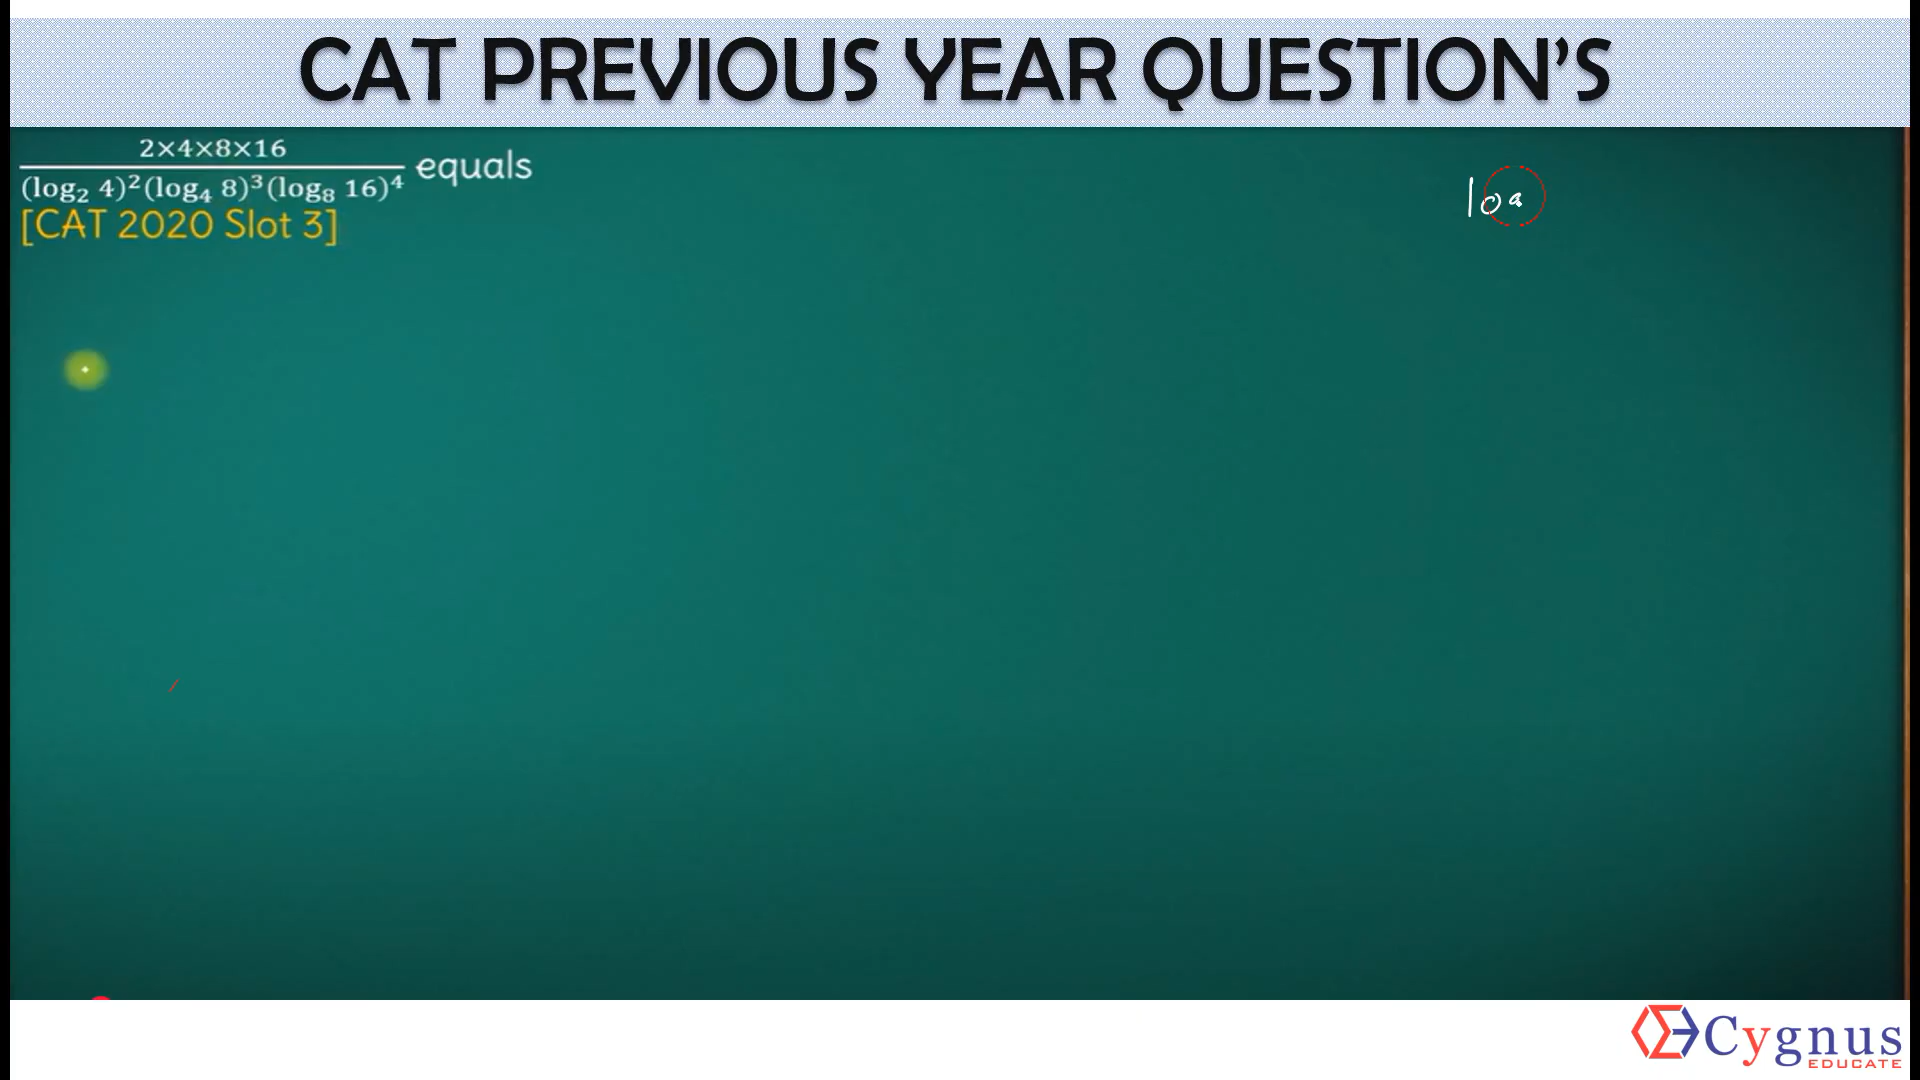 CAT PREVIOUS YEAR QUESTION’S
2×4×8×16
(log₂ 4)²(log₄ 8)³(log₈ 16)⁴ equals
[CAT 2020 Slot 3]
Cygnus
EDUCATE